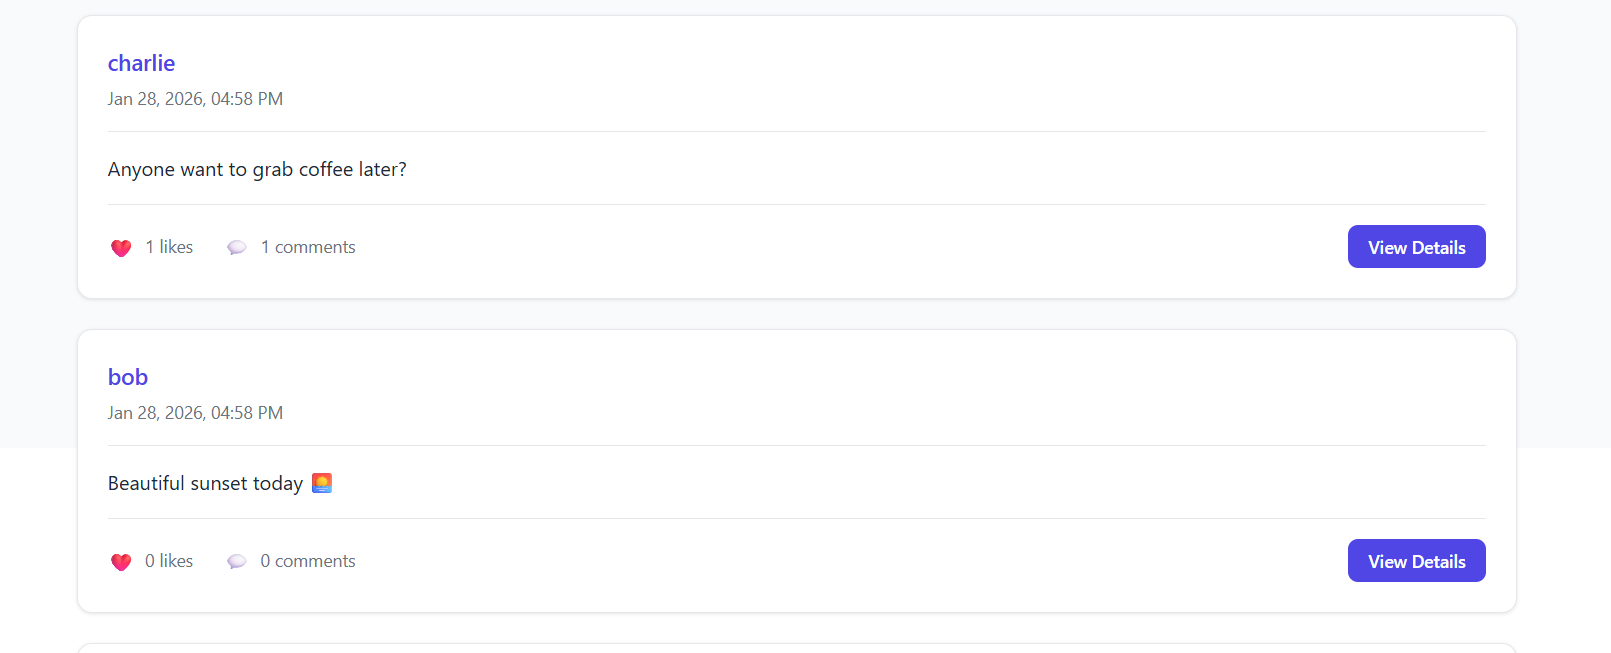 charlie
Jan 28, 2026, 04:58 PM
Anyone want to grab coffee later?
1 likes 1 comments View Details
bob
Jan 28, 2026, 04:58 PM
Beautiful sunset today
0 likes 0 comments View Details